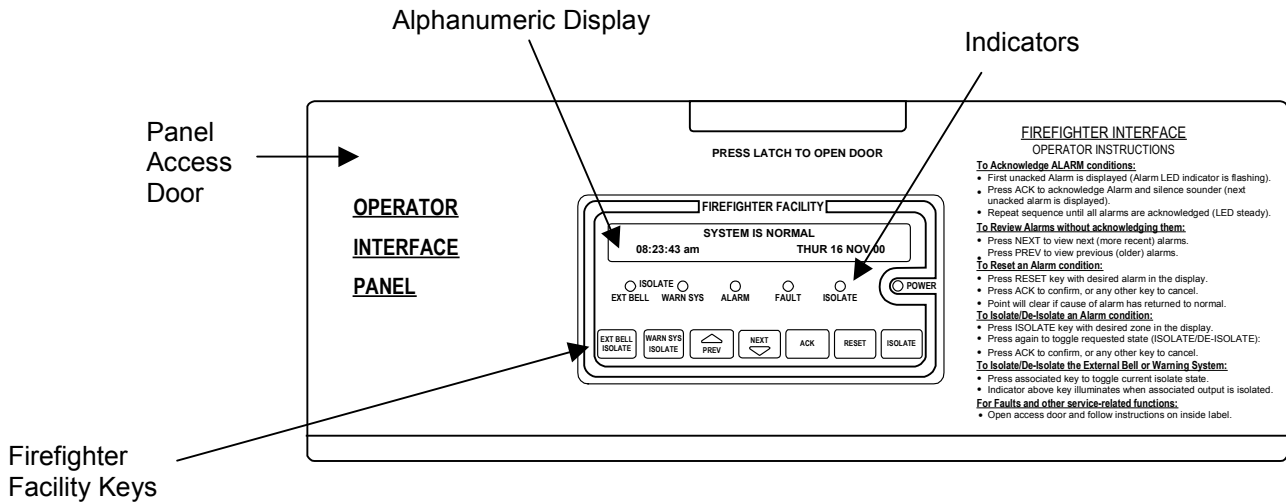 Alphanumeric Display
Indicators
Panel
Access
Door
PRESS LATCH TO OPEN DOOR
OPERATOR
INTERFACE
PANEL
FIREFIGHTER FACILITY
SYSTEM IS NORMAL
08:23:43 am THUR 16 NOV 00
ISOLATE
EXT BELL WARN SYS ALARM FAULT ISOLATE
POWER
EXT BELL
ISOLATE
WARN SYS
ISOLATE
PREV
NEXT
ACK
RESET
ISOLATE
Firefighter
Facility Keys
FIREFIGHTER INTERFACE
OPERATOR INSTRUCTIONS
To Acknowledge ALARM conditions:
• First unacked Alarm is displayed (Alarm LED indicator is flashing).
• Press ACK to acknowledge Alarm and silence sounder (next
unacked alarm is displayed).
• Repeat sequence until all alarms are acknowledged (LED steady).
To Review Alarms without acknowledging them:
• Press NEXT to view next (more recent) alarms.
• Press PREV to view previous (older) alarms.
To Reset an Alarm condition:
• Press RESET key with desired alarm in the display.
• Press ACK to confirm, or any other key to cancel.
• Point will clear if cause of alarm has returned to normal.
To Isolate/De-Isolate an Alarm condition:
• Press ISOLATE key with desired zone in the display.
• Press again to toggle requested state (ISOLATE/DE-ISOLATE):
• Press ACK to confirm, or any other key to cancel.
To Isolate/De-Isolate the External Bell or Warning System:
• Press associated key to toggle current isolate state.
• Indicator above key illuminates when associated output is isolated.
For Faults and other service-related functions:
• Open access door and follow instructions on inside label.